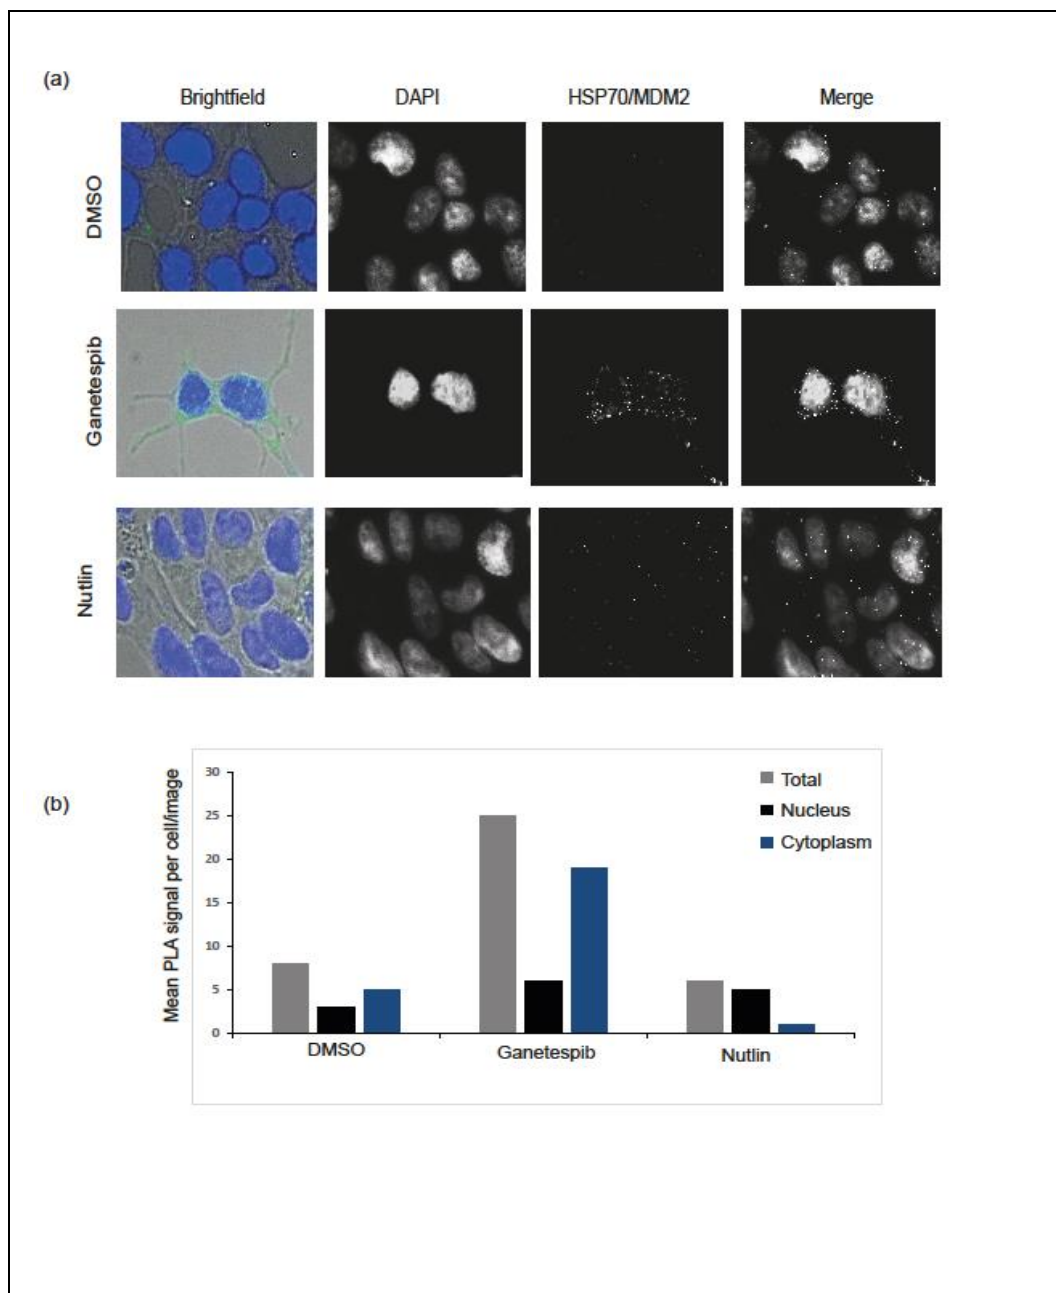 (a)
Brightfield DAPI HSP70/MDM2 Merge
DMSO
Ganetespib
Nutlin
(b)
Mean PLA signal per cell/image
30
25
20
15
10
5
0
Total
Nucleus
Cytoplasm
DMSO Ganetespib Nutlin